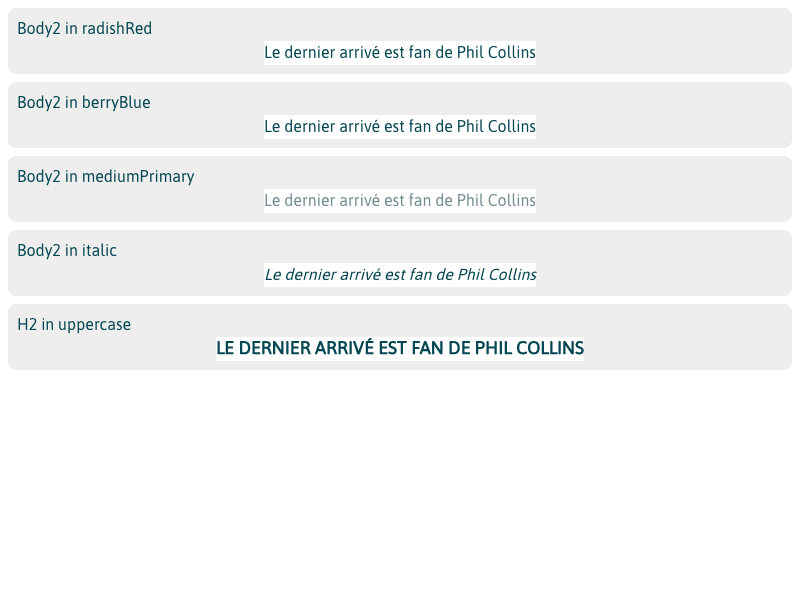 Body2 in radishRed
Le dernier arrivé est fan de Phil Collins
Body2 in berryBlue
Le dernier arrivé est fan de Phil Collins
Body2 in mediumPrimary
Le dernier arrivé est fan de Phil Collins
Body2 in italic
Le dernier arrivé est fan de Phil Collins
H2 in uppercase
LE DERNIER ARRIVÉ EST FAN DE PHIL COLLINS